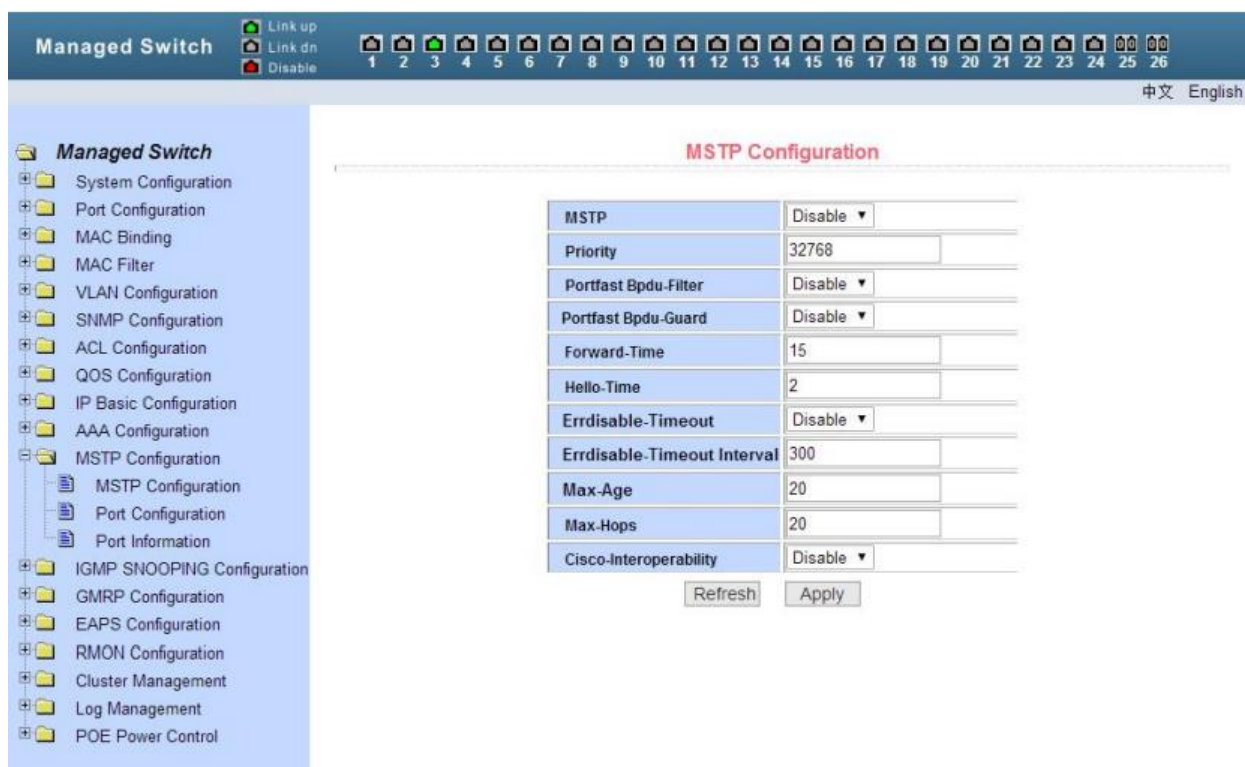 Managed Switch
Link up
Link dn
Disable
1 2 3 4 5 6 7 8 9 10 11 12 13 14 15 16 17 18 19 20 21 22 23 24 25 26
中文 English
Managed Switch
System Configuration
Port Configuration
MAC Binding
MAC Filter
VLAN Configuration
SNMP Configuration
ACL Configuration
QOS Configuration
IP Basic Configuration
AAA Configuration
MSTP Configuration
MSTP Configuration
Port Configuration
Port Information
IGMP SNOOPING Configuration
GMRP Configuration
EAPS Configuration
RMON Configuration
Cluster Management
Log Management
POE Power Control
MSTP Configuration
MSTP Disable
Priority 32768
Portfast Bpdu-Filter Disable
Portfast Bpdu-Guard Disable
Forward-Time 15
Hello-Time 2
Errdisable-Timeout Disable
Errdisable-Timeout Interval 300
Max-Age 20
Max-Hops 20
Cisco-Interoperability Disable
Refresh Apply